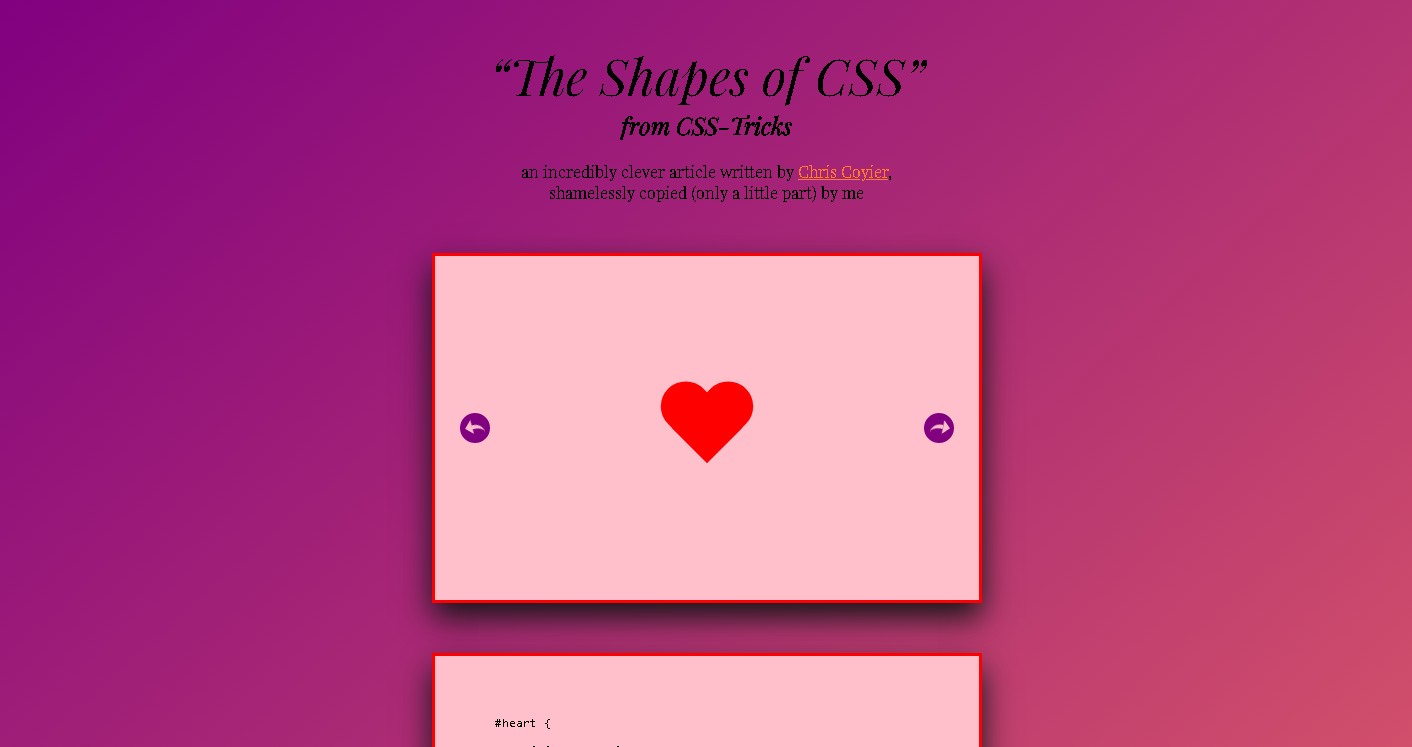 “The Shapes of CSS”
from CSS-Tricks
an incredibly clever article written by Chris Coyier,
shamelessly copied (only a little part) by me
#heart {